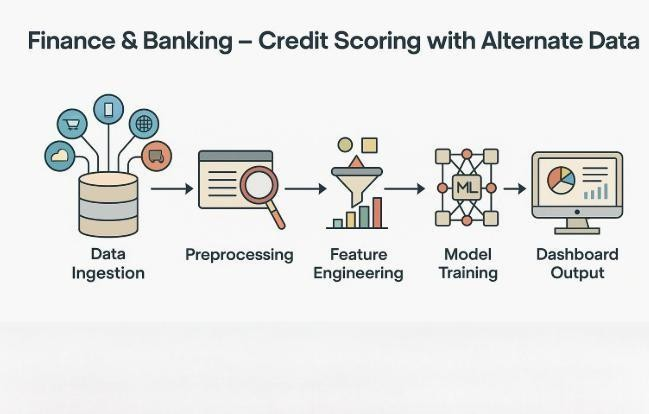 Finance & Banking – Credit Scoring with Alternate Data
ML
Data
Ingestion
Preprocessing
Feature
Engineering
Model
Training
Dashboard
Output